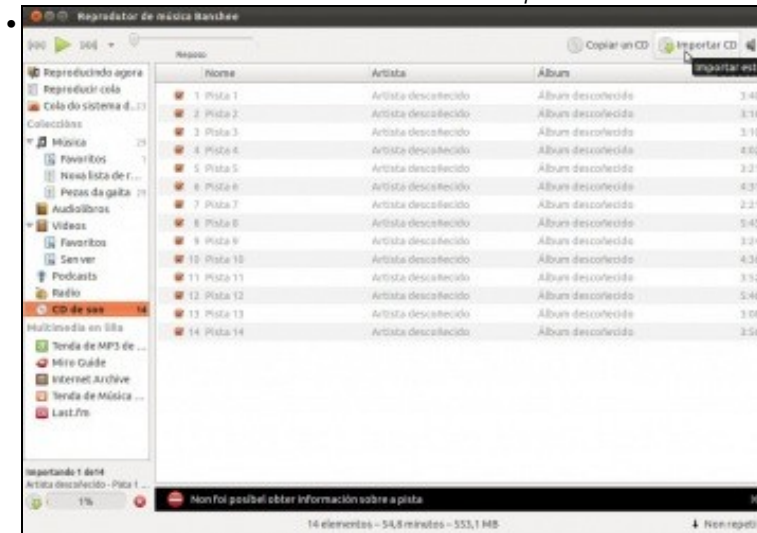 Reprodutor de música Banshee
Copiar un CD
Importar CD
Reposo
Importar est
Reproducindo agora
Reproducir cola
Cola do sistema d...
Coleccións
Música
Favoritos
Nova lista de r...
Pezas da gaita
Audiolibros
Vídeos
Favoritos
Sen ver
Podcasts
Radio
CD de son 14
Multimedia en liña
Tenda de MP3 de ...
Miro Guide
Internet Archive
Tenda de Música ...
Last.fm
Nome Artista Álbum
1 Pista 1 Artista descoñecido Álbum descoñecido
2 Pista 2 Artista descoñecido Álbum descoñecido
3 Pista 3 Artista descoñecido Álbum descoñecido
4 Pista 4 Artista descoñecido Álbum descoñecido
5 Pista 5 Artista descoñecido Álbum descoñecido
6 Pista 6 Artista descoñecido Álbum descoñecido
7 Pista 7 Artista descoñecido Álbum descoñecido
8 Pista 8 Artista descoñecido Álbum descoñecido
9 Pista 9 Artista descoñecido Álbum descoñecido
10 Pista 10 Artista descoñecido Álbum descoñecido
11 Pista 11 Artista descoñecido Álbum descoñecido
12 Pista 12 Artista descoñecido Álbum descoñecido
13 Pista 13 Artista descoñecido Álbum descoñecido
14 Pista 14 Artista descoñecido Álbum descoñecido
Importando 1 de14
Artista descoñecido - Pista 1 ...
1%
Non foi posíbel obter información sobre a pista
14 elementos – 54,8 minutos – 553,1 MB
Non repeti